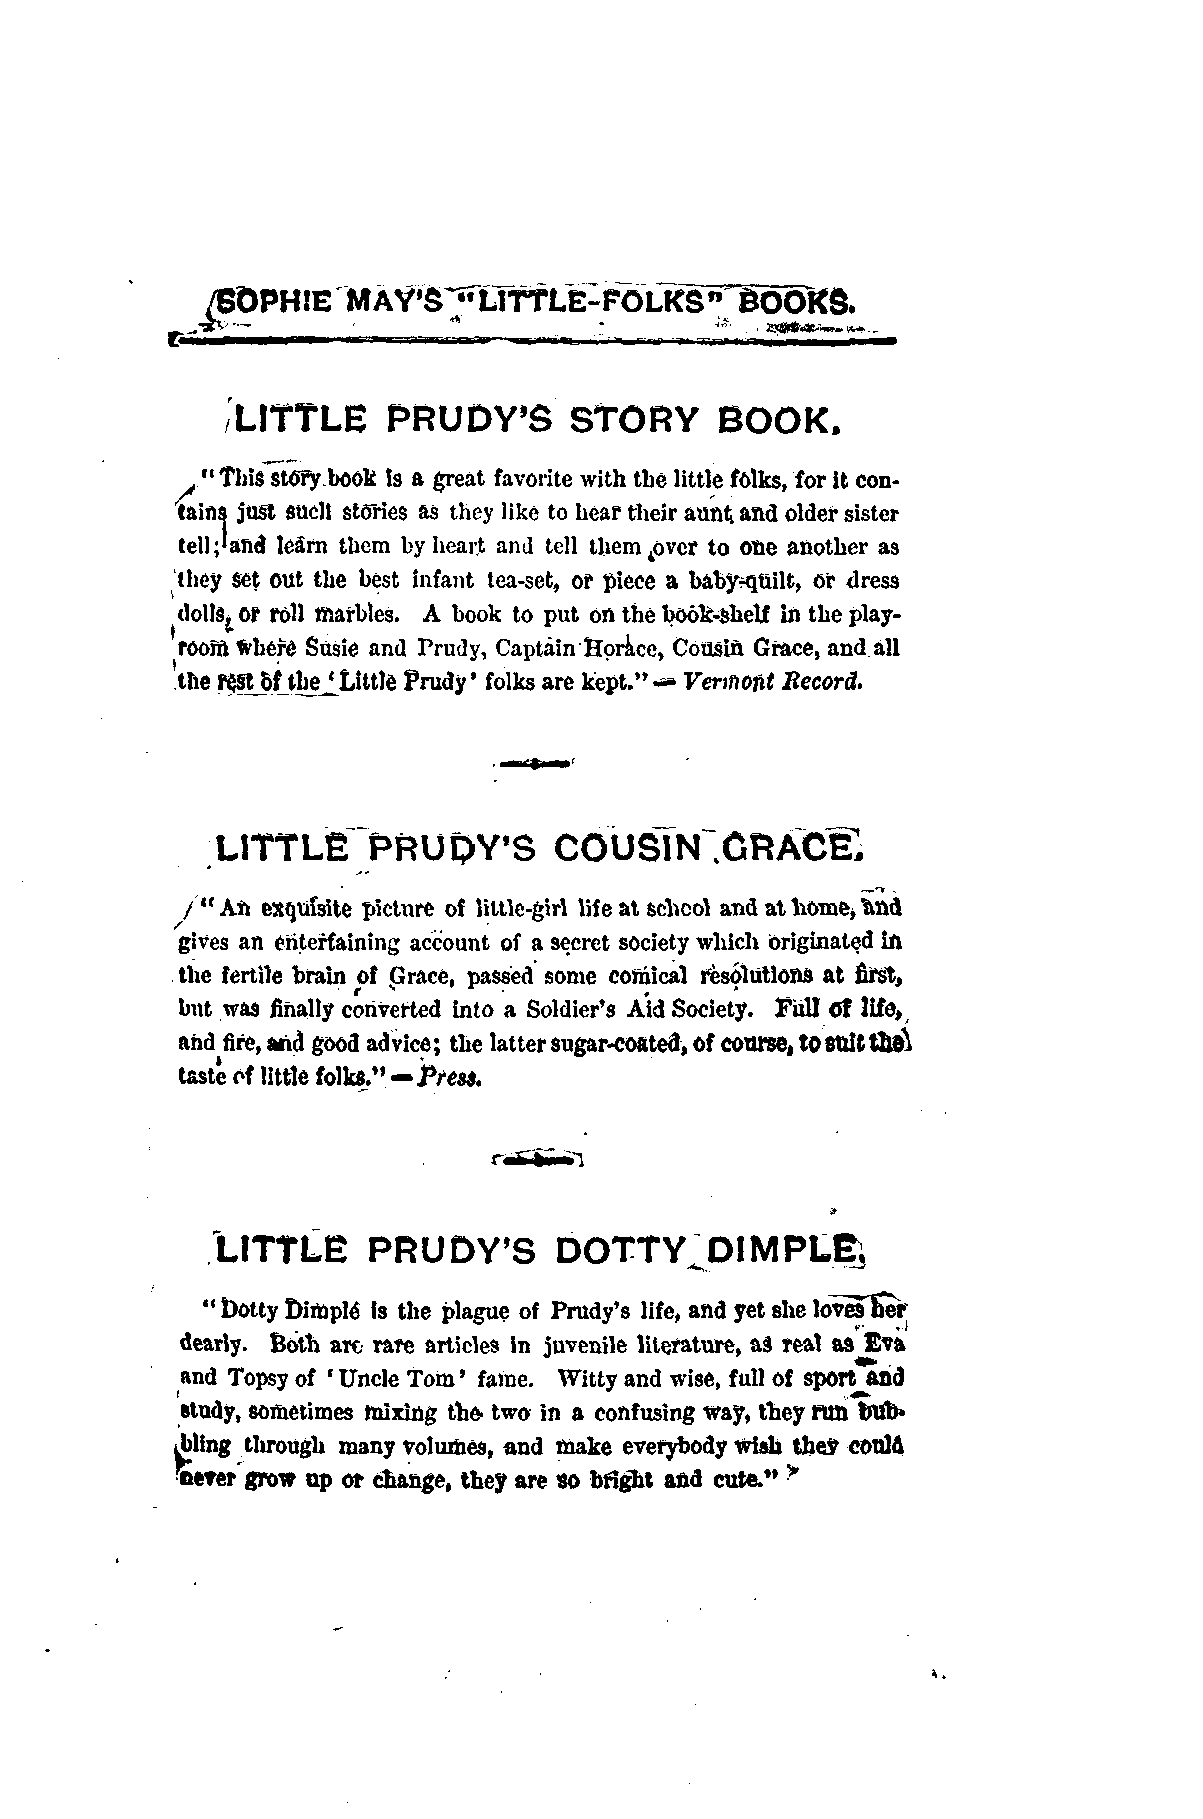 SOPHIE MAY'S "LITTLE-FOLKS" BOOKS.
LITTLE PRUDY'S STORY BOOK.
"This story book is a great favorite with the little folks, for it con-
tains just such stories as they like to hear their aunt and older sister
tell; and learn them by heart and tell them over to one another as
they set out the best infant tea-set, or piece a baby-quilt, or dress
dolls, or roll marbles. A book to put on the book-shelf in the play-
room where Susie and Prudy, Captain Horace, Cousin Grace, and all
the rest of the 'Little Prudy' folks are kept." — Vermont Record.
LITTLE PRUDY'S COUSIN GRACE.
"An exquisite picture of little-girl life at school and at home, and
gives an entertaining account of a secret society which originated in
the fertile brain of Grace, passed some comical resolutions at first,
but was finally converted into a Soldier's Aid Society. Full of life,
and fire, and good advice; the latter sugar-coated, of course, to suit the
taste of little folks." — Press.
LITTLE PRUDY'S DOTTY DIMPLE.
"Dotty Dimple is the plague of Prudy's life, and yet she loves her
dearly. Both are rare articles in juvenile literature, as real as Eva
and Topsy of 'Uncle Tom' fame. Witty and wise, full of sport and
study, sometimes mixing the two in a confusing way, they run bub-
bling through many volumes, and make everybody wish they could
never grow up or change, they are so bright and cute."